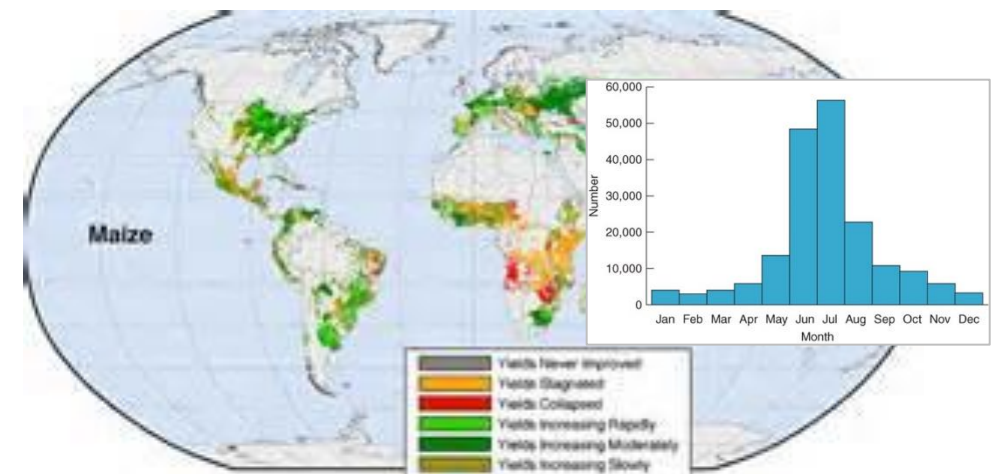 Maize
Yields Never Improved
Yields Stagnated
Yields Collapsed
Yields Increasing Rapidly
Yields Increasing Moderately
Yields Increasing Slowly
60,000
50,000
40,000
30,000
20,000
10,000
0
Number
Jan Feb Mar Apr May Jun Jul Aug Sep Oct Nov Dec
Month